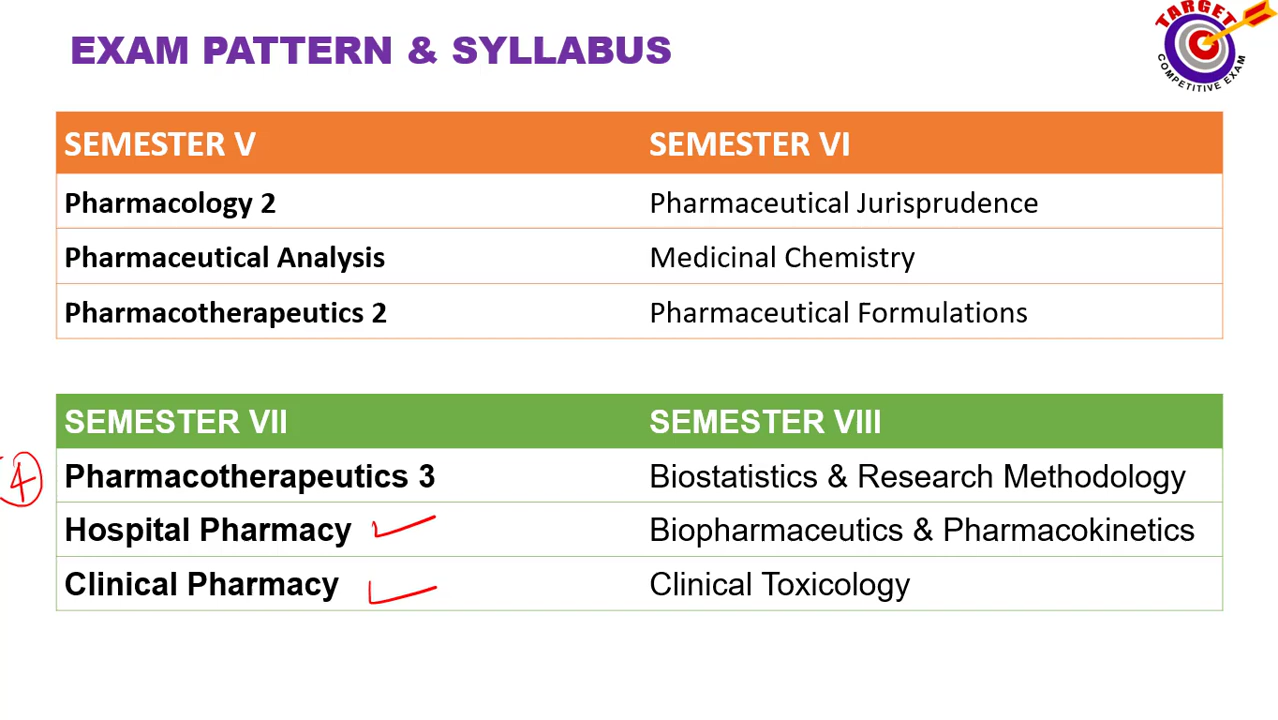 EXAM PATTERN & SYLLABUS
TARGET
COMPETITIVE EXAM
SEMESTER V SEMESTER VI
Pharmacology 2 Pharmaceutical Jurisprudence
Pharmaceutical Analysis Medicinal Chemistry
Pharmacotherapeutics 2 Pharmaceutical Formulations
SEMESTER VII SEMESTER VIII
4 Pharmacotherapeutics 3 Biostatistics & Research Methodology
Hospital Pharmacy Biopharmaceutics & Pharmacokinetics
Clinical Pharmacy Clinical Toxicology